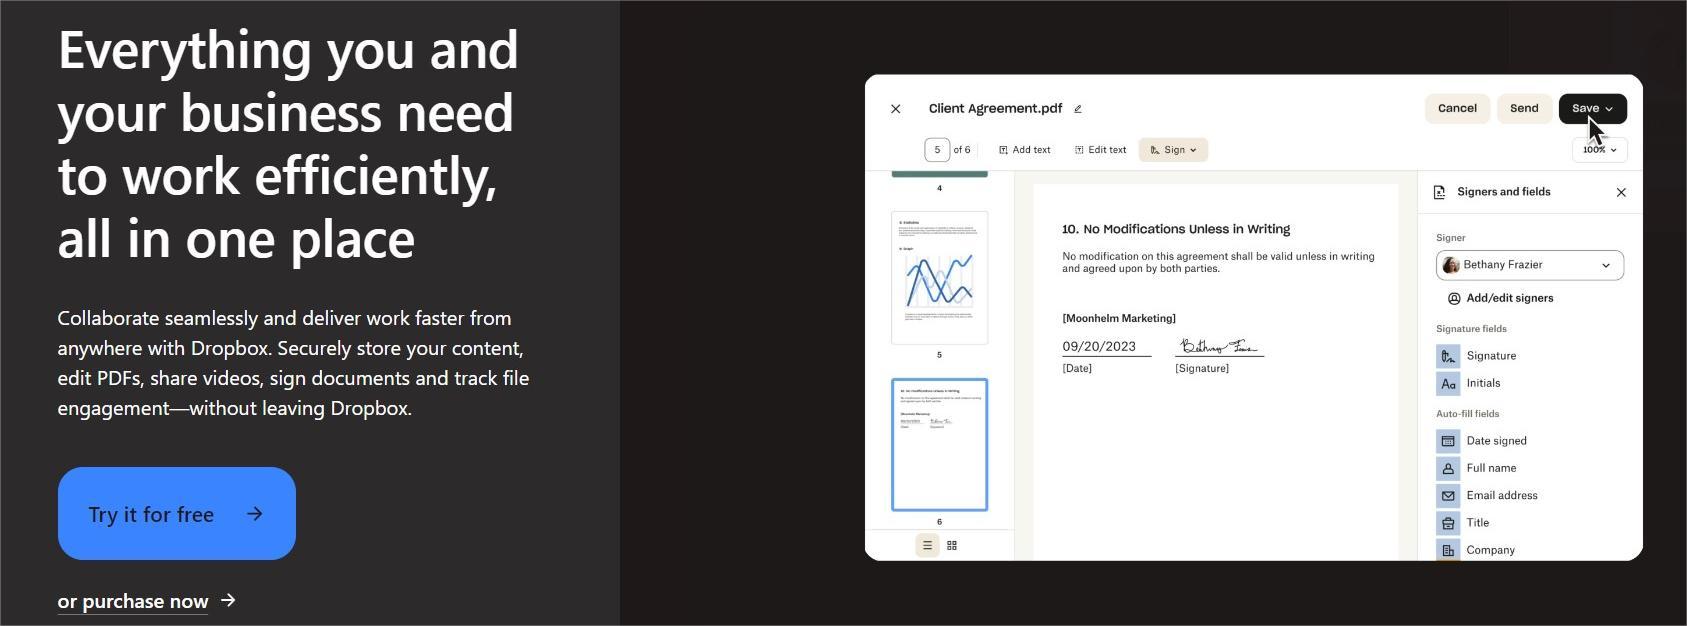 Everything you and
your business need
to work efficiently,
all in one place
Collaborate seamlessly and deliver work faster from
anywhere with Dropbox. Securely store your content,
edit PDFs, share videos, sign documents and track file
engagement—without leaving Dropbox.
Try it for free
or purchase now
Client Agreement.pdf
Cancel
Send
Save
5 of 6
Add text
Edit text
Sign
100%
4
5
6
10. No Modifications Unless in Writing
No modification on this agreement shall be valid unless in writing
and agreed upon by both parties.
[Moonhelm Marketing]
09/20/2023
[Date]
[Signature]
Signers and fields
Signer
Bethany Frazier
Add/edit signers
Signature fields
Signature
Aa Initials
Auto-fill fields
Date signed
Full name
Email address
Title
Company